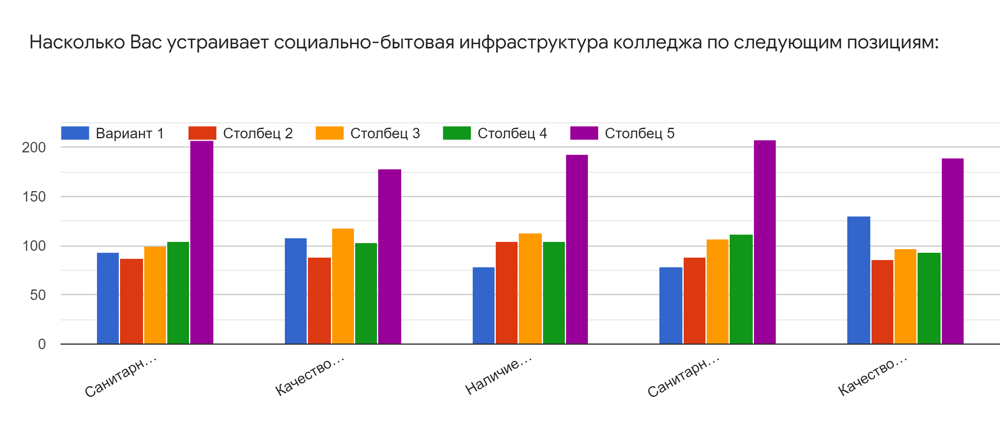 Насколько Вас устраивает социально-бытовая инфраструктура колледжа по следующим позициям:
Вариант 1 Столбец 2 Столбец 3 Столбец 4 Столбец 5
200
150
100
50
0
Санитарн… Качество… Наличие… Санитарн… Качество…